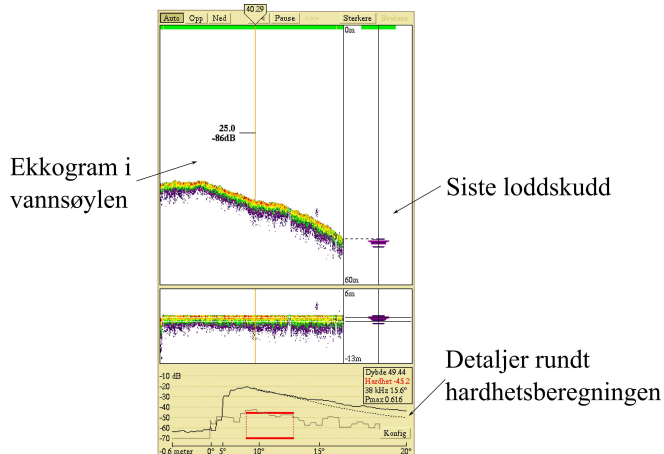 40.29
Auto Opp Ned Pause >>> Sterkere Svakere
0m
25.0
-86dB
Ekkogram i
vannsøylen
Siste loddskudd
60m
6m
-13m
Detaljer rundt
hardhetsberegningen
-10 dB
-20
-30
-40
-50
-60
-70
Dybde 49.44
Hardhet -45.2
38 kHz 15.6°
Pmax 0.616
Konfig
-0.6 meter 0° 5° 10° 15° 20°